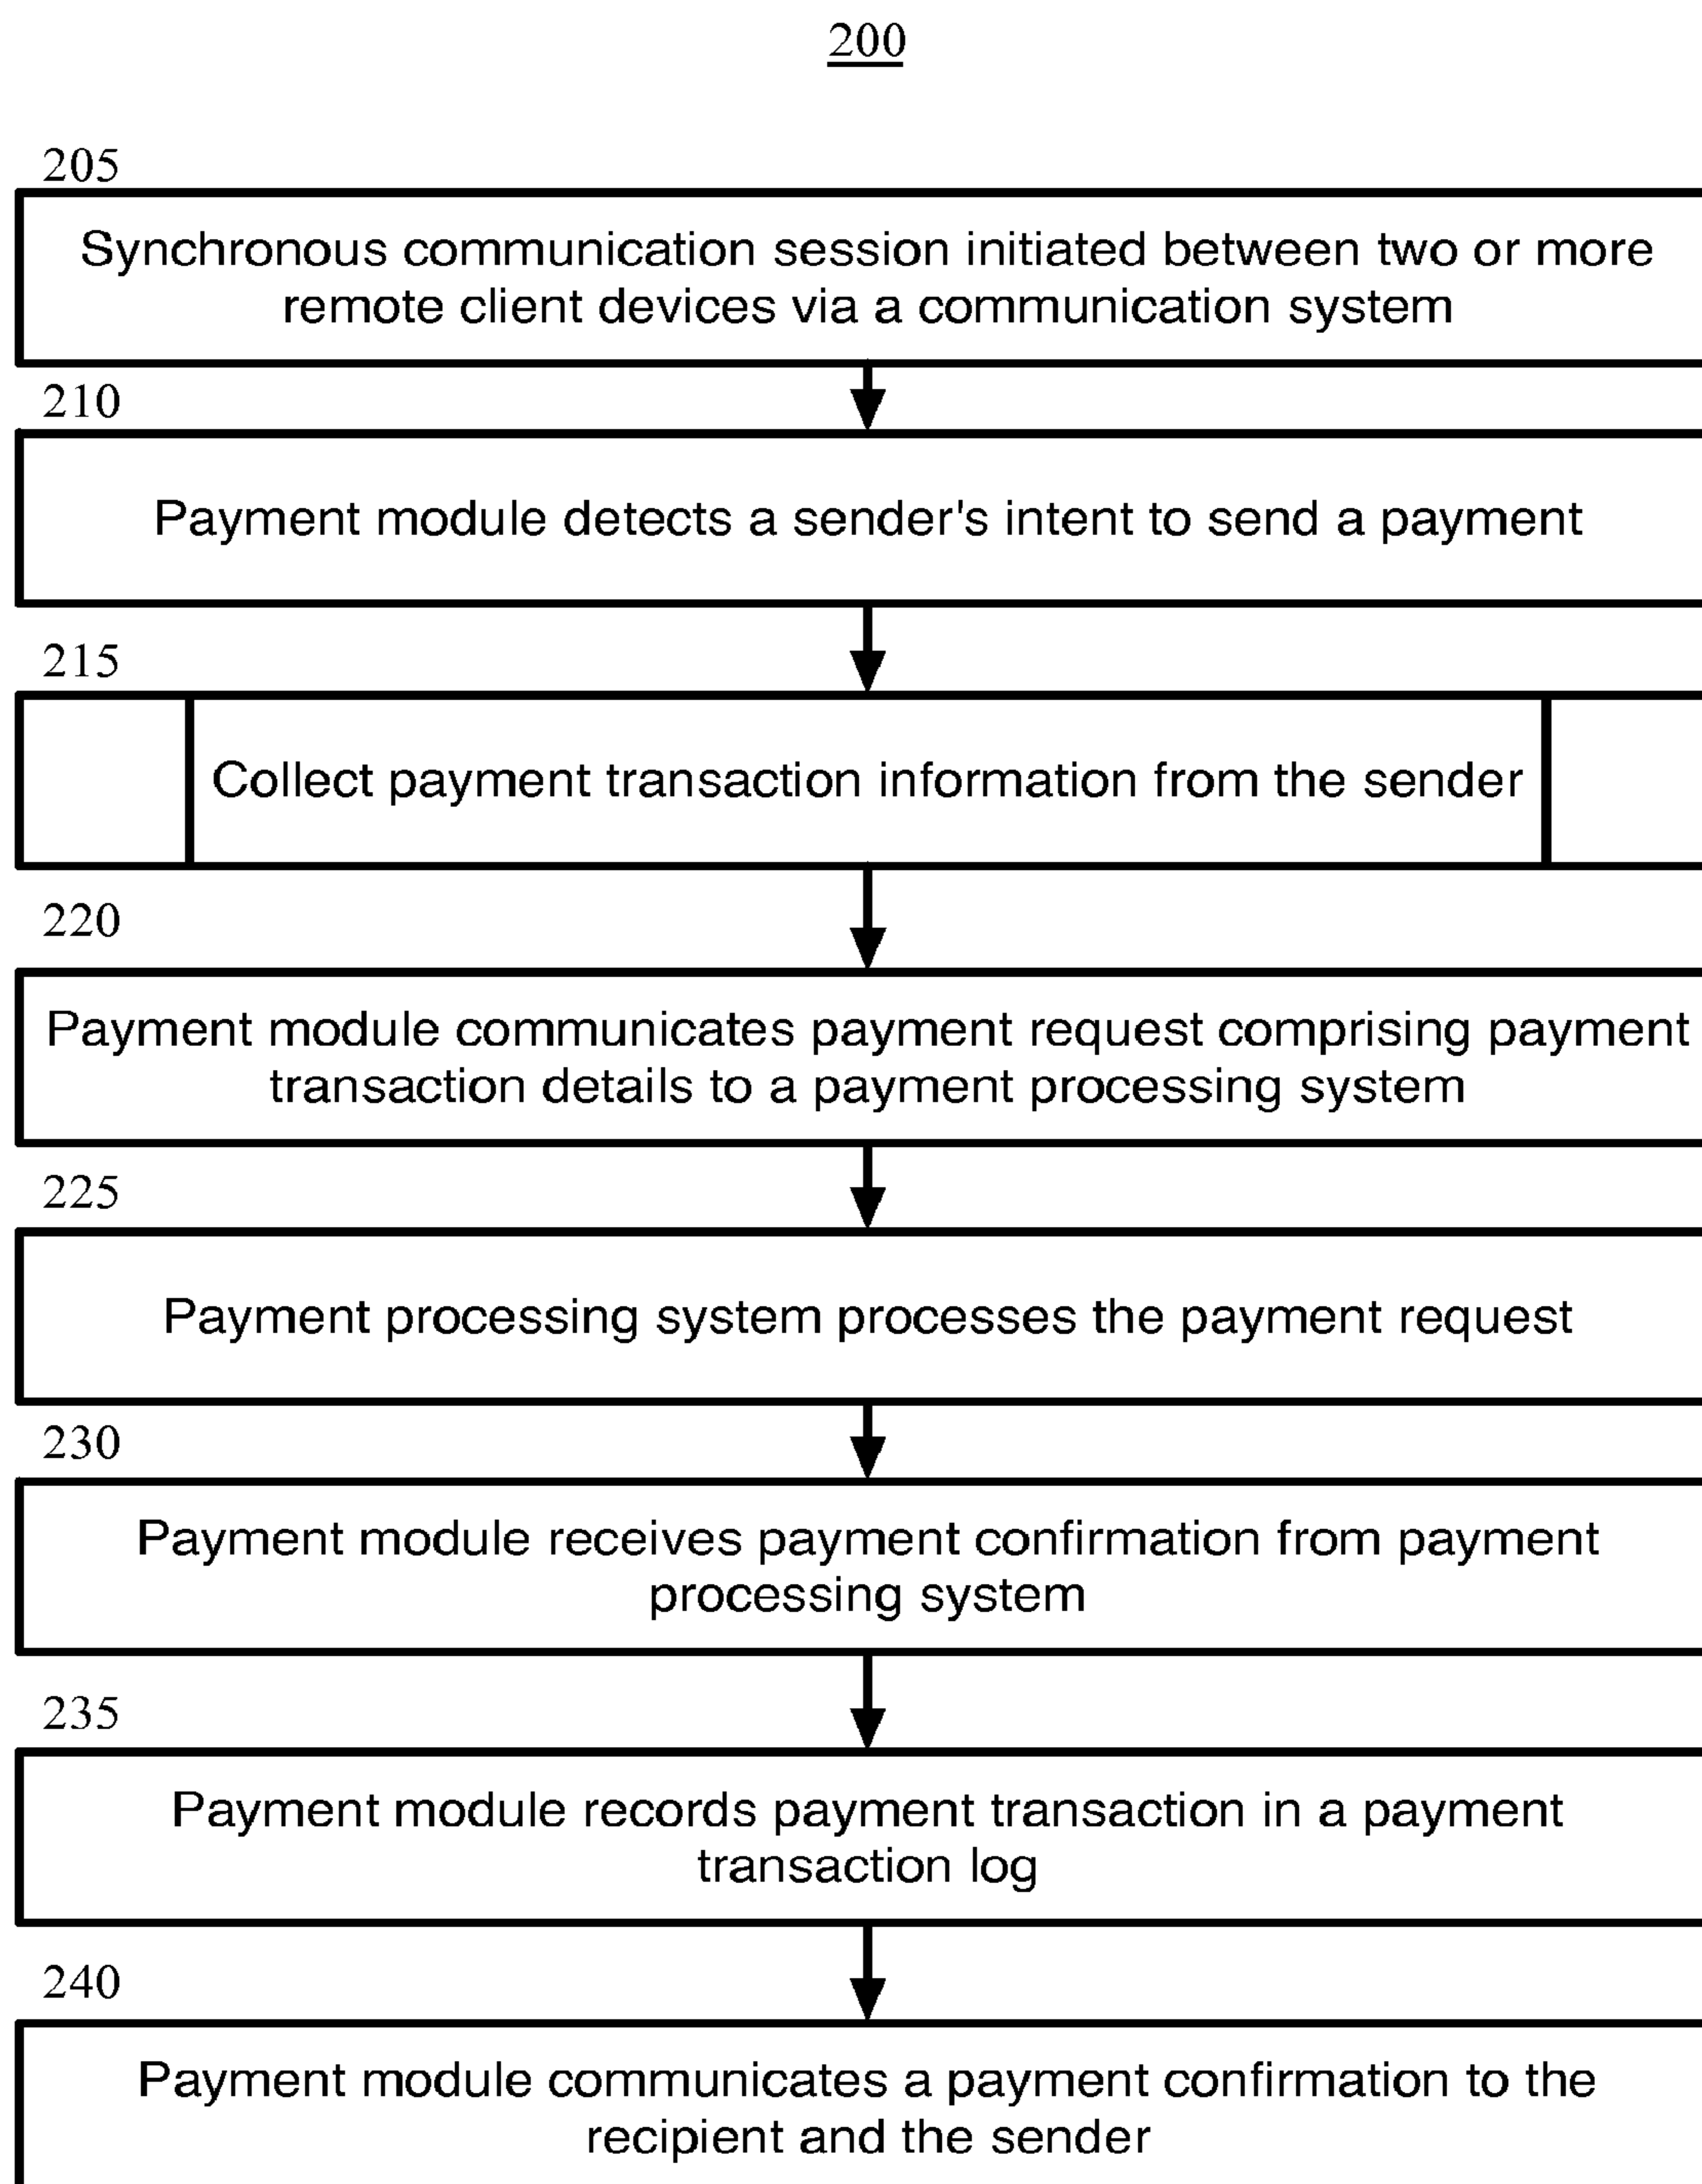 200
205
Synchronous communication session initiated between two or more
remote client devices via a communication system
210
Payment module detects a sender's intent to send a payment
215
Collect payment transaction information from the sender
220
Payment module communicates payment request comprising payment
transaction details to a payment processing system
225
Payment processing system processes the payment request
230
Payment module receives payment confirmation from payment
processing system
235
Payment module records payment transaction in a payment
transaction log
240
Payment module communicates a payment confirmation to the
recipient and the sender